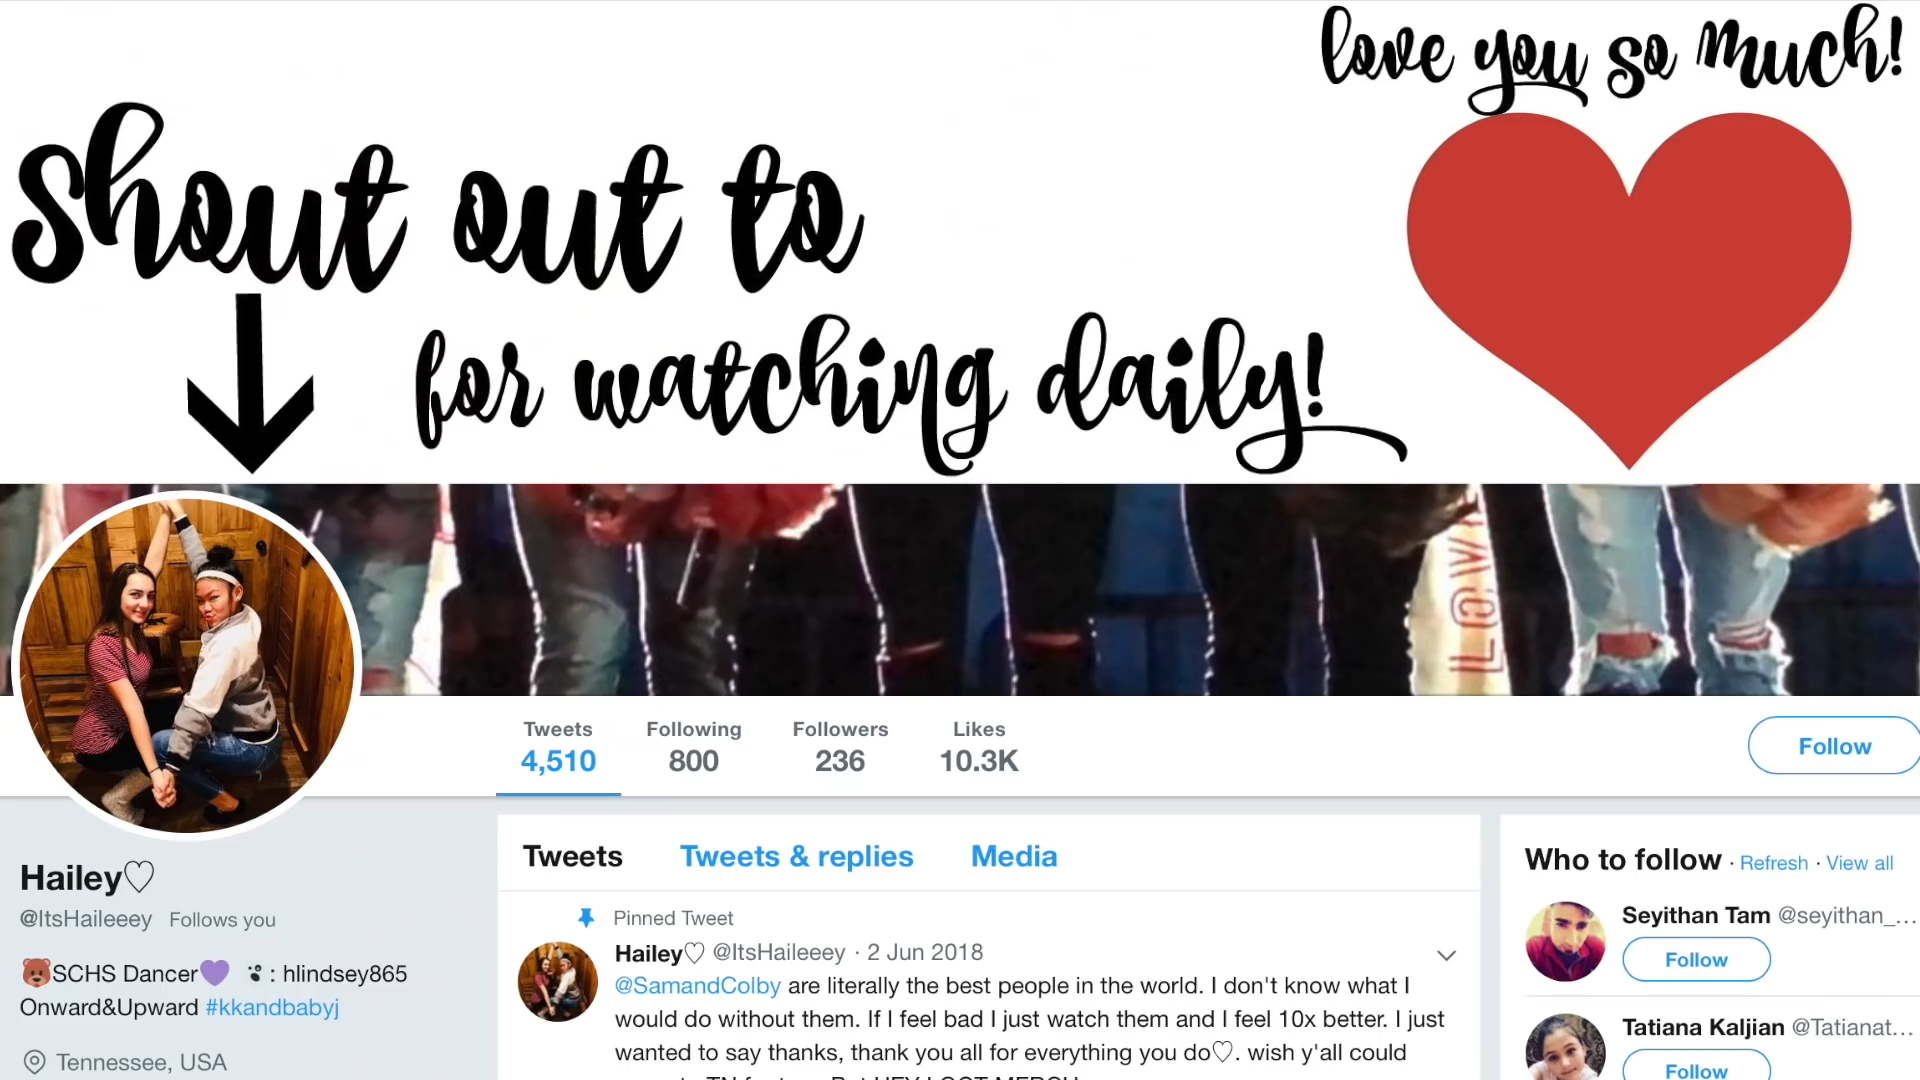 love you so much!
shout out to
for watching daily!
LOVE
Tweets
4,510
Following
800
Followers
236
Likes
10.3K
Follow
Hailey♡
@ItsHaileeey Follows you
🐻SCHS Dancer💜 : hlindsey865
Onward&Upward #kkandbabyj
Tennessee, USA
Tweets Tweets & replies Media
Pinned Tweet
Hailey♡ @ItsHaileeey · 2 Jun 2018
@SamandColby are literally the best people in the world. I don't know what I
would do without them. If I feel bad I just watch them and I feel 10x better. I just
wanted to say thanks, thank you all for everything you do♡. wish y'all could
Who to follow · Refresh · View all
Seyithan Tam @seyithan_...
Follow
Tatiana Kaljian @Tatianat...
Follow